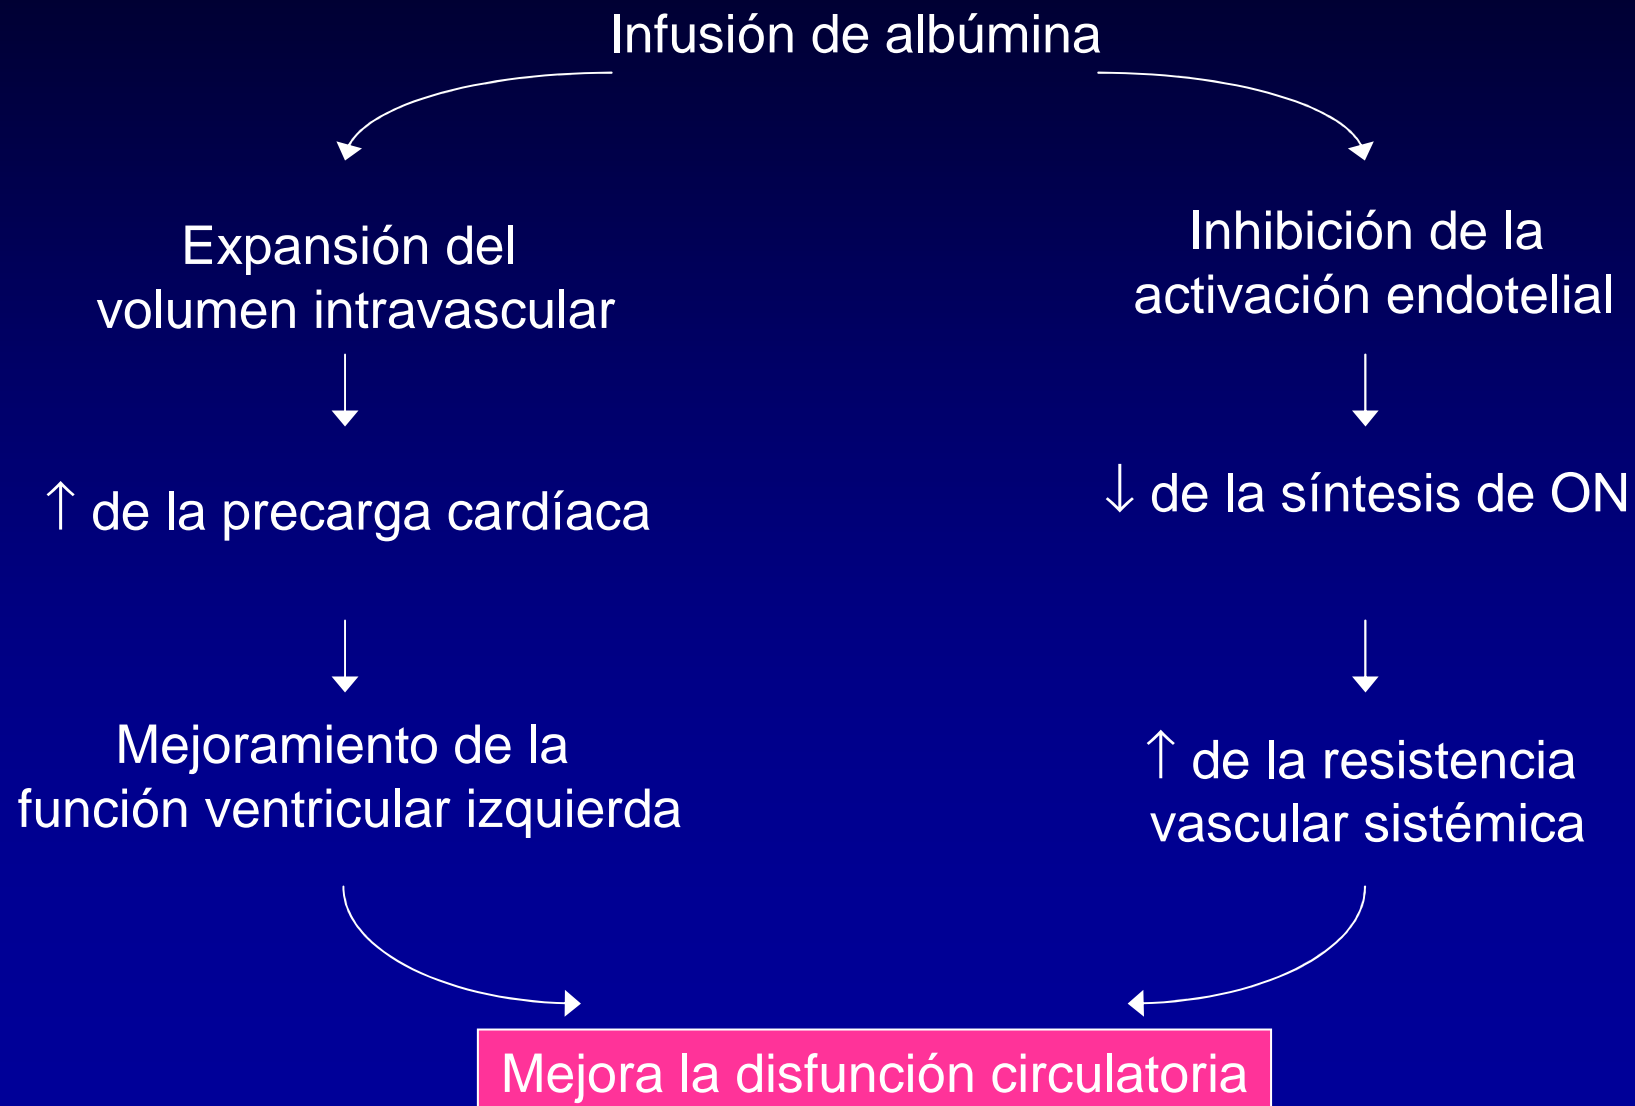 Infusión de albúmina
Expansión del
volumen intravascular
↑ de la precarga cardíaca
Mejoramiento de la
función ventricular izquierda
Inhibición de la
activación endotelial
↓ de la síntesis de ON
↑ de la resistencia
vascular sistémica
Mejora la disfunción circulatoria